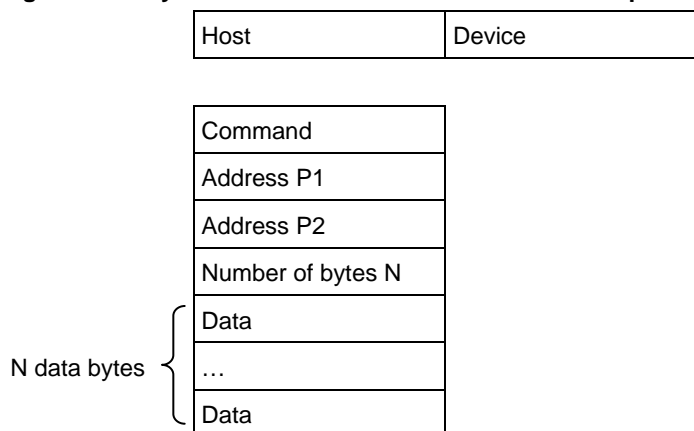 Host Device
Command
Address P1
Address P2
Number of bytes N
Data
N data bytes …
Data